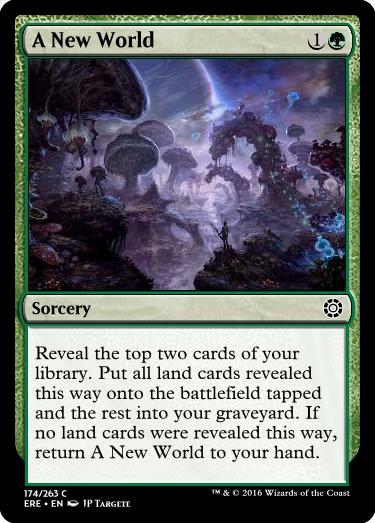 A New World 1
Sorcery
Reveal the top two cards of your
library. Put all land cards revealed
this way onto the battlefield tapped
and the rest into your graveyard. If
no land cards were revealed this way,
return A New World to your hand.
174/263 C
ERE • EN JP Targete
™ & © 2016 Wizards of the Coast